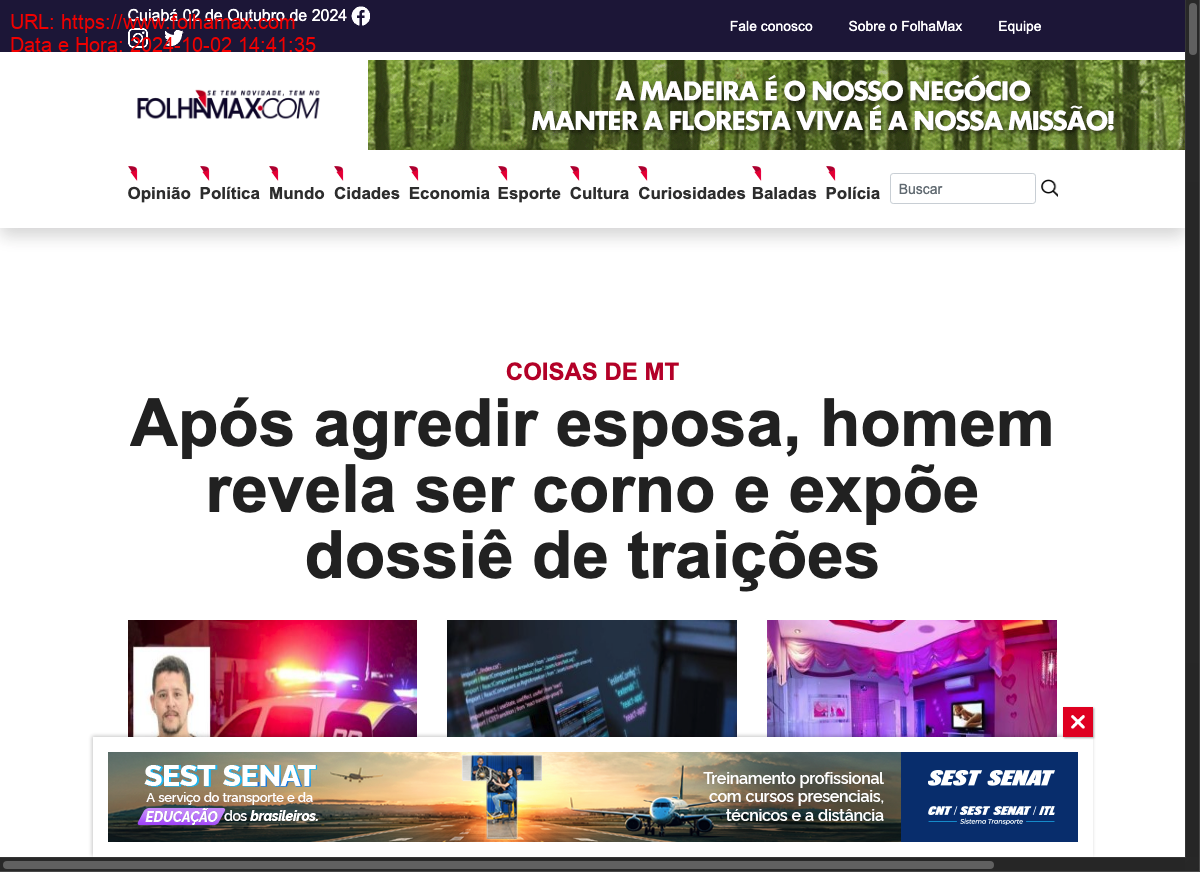 Cuiabá 02 de Outubro de 2024
URL: https://www.folhamax.com
Data e Hora: 2024-10-02 14:41:35
Fale conosco Sobre o FolhaMax Equipe
SE TEM NOVIDADE, TEM NO
FOLHAMAX.COM
A MADEIRA É O NOSSO NEGÓCIO
MANTER A FLORESTA VIVA É A NOSSA MISSÃO!
Opinião Política Mundo Cidades Economia Esporte Cultura Curiosidades Baladas Polícia Buscar
COISAS DE MT
Após agredir esposa, homem
revela ser corno e expõe
dossiê de traições
SEST SENAT
A serviço do transporte e da
EDUCAÇÃO dos brasileiros.
Treinamento profissional
com cursos presenciais,
técnicos e a distância
SEST SENAT
CNT / SEST SENAT / ITL
Sistema Transporte